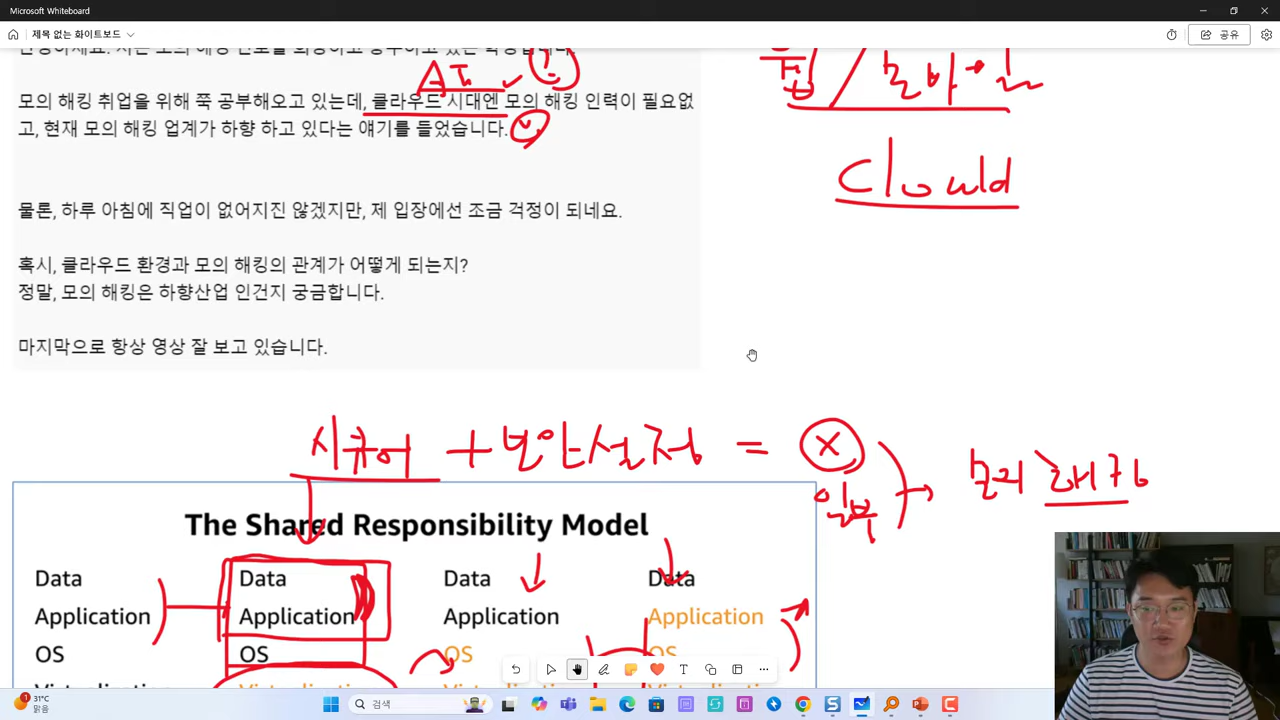 Microsoft Whiteboard
제목 없는 화이트보드
공유
AI
모의 해킹 취업을 위해 쭉 공부해오고 있는데, 클라우드 시대엔 모의 해킹 인력이 필요없
고, 현재 모의 해킹 업계가 하향 하고 있다는 얘기를 들었습니다.
물론, 하루 아침에 직업이 없어지진 않겠지만, 제 입장에선 조금 걱정이 되네요.
혹시, 클라우드 환경과 모의 해킹의 관계가 어떻게 되는지?
정말, 모의 해킹은 하향산업 인건지 궁금합니다.
마지막으로 항상 영상 잘 보고 있습니다.
웹 / 모바일
Clould
시큐어 + 보안설정 = X
일부
모의 해킹
The Shared Responsibility Model
Data Data Data Data
Application Application Application Application
OS OS OS OS
31°C
맑음
검색